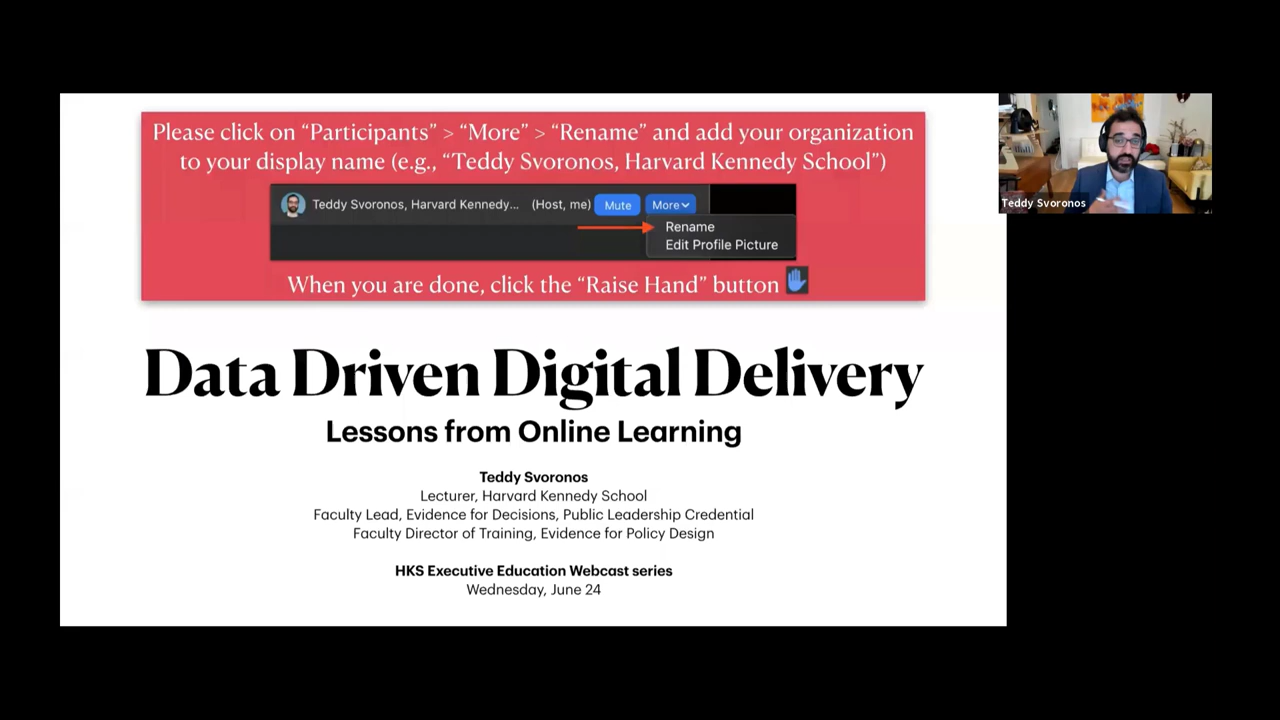 Please click on “Participants” > “More” > “Rename” and add your organization
to your display name (e.g., “Teddy Svoronos, Harvard Kennedy School”)
Teddy Svoronos, Harvard Kennedy... (Host, me) Mute More
Rename
Edit Profile Picture
When you are done, click the “Raise Hand” button
Data Driven Digital Delivery
Lessons from Online Learning
Teddy Svoronos
Lecturer, Harvard Kennedy School
Faculty Lead, Evidence for Decisions, Public Leadership Credential
Faculty Director of Training, Evidence for Policy Design
HKS Executive Education Webcast series
Wednesday, June 24
Teddy Svoronos